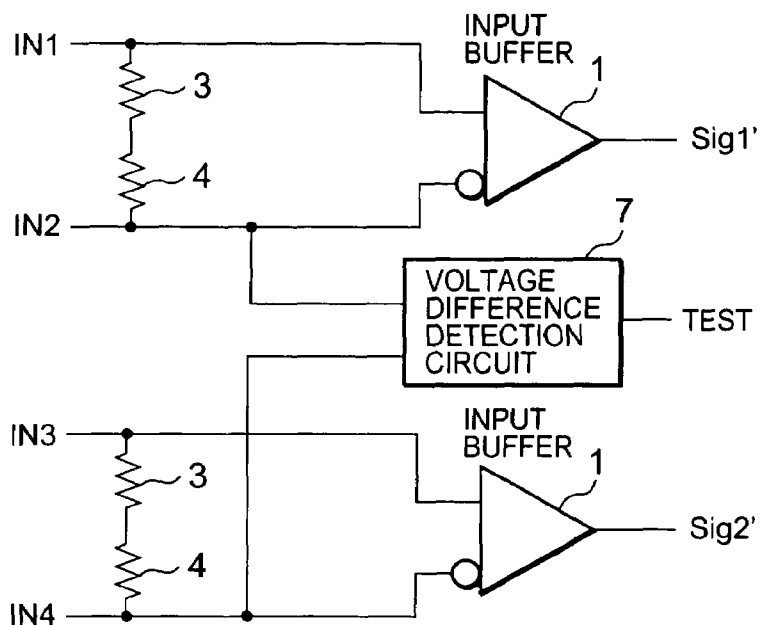 INPUT
BUFFER
IN1
1
3
Sig1'
4
IN2
7
VOLTAGE
DIFFERENCE
DETECTION
CIRCUIT
TEST
INPUT
BUFFER
IN3
1
3
Sig2'
4
IN4